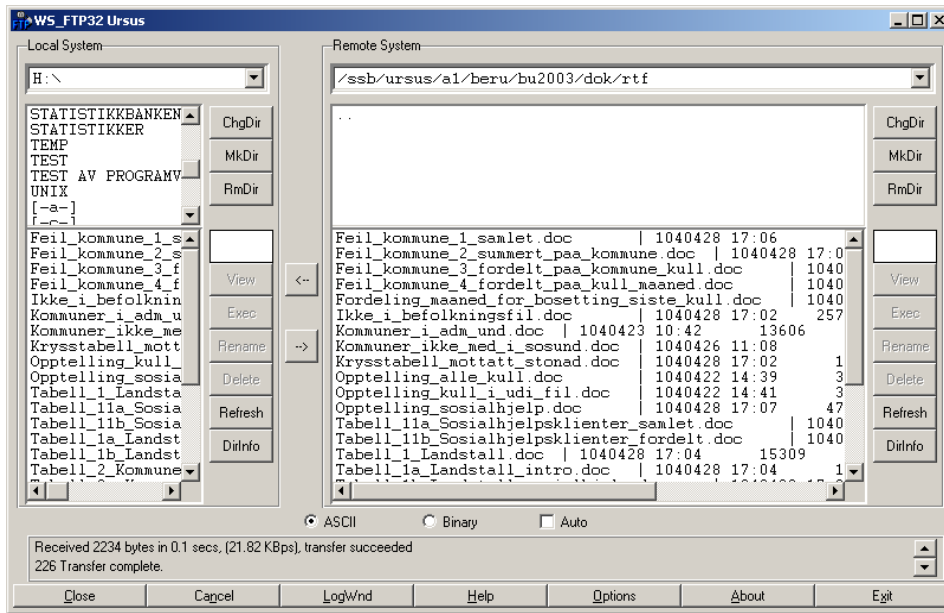 WS_FTP32 Ursus
Local System
H:\
STATISTIKKBANKEN
STATISTIKKER
TEMP
TEST
TEST AV PROGRAMV
UNIX
[-a-]
[-c-]
ChgDir
MkDir
RmDir
Feil_kommune_1_s
Feil_kommune_2_s
Feil_kommune_3_f
Feil_kommune_4_f
Ikke_i_befolknin
Kommuner_i_adm_u
Kommuner_ikke_me
Krysstabell_mott
Opptelling_kull_
Opptelling_sosia
Tabell_1_Landsta
Tabell_11a_Sosia
Tabell_11b_Sosia
Tabell_1a_Landst
Tabell_1b_Landst
Tabell_2_Kommune
View
Exec
Rename
Delete
Refresh
DirInfo
<--
-->
Remote System
/ssb/ursus/a1/beru/bu2003/dok/rtf
..
ChgDir
MkDir
RmDir
Feil_kommune_1_samlet.doc | 1040428 17:06
Feil_kommune_2_summert_paa_kommune.doc | 1040428 17:0
Feil_kommune_3_fordelt_paa_kommune_kull.doc | 1040
Feil_kommune_4_fordelt_paa_kull_maaned.doc | 1040
Fordeling_maaned_for_bosetting_siste_kull.doc | 1040
Ikke_i_befolkningsfil.doc | 1040428 17:02 257
Kommuner_i_adm_und.doc | 1040423 10:42 13606
Kommuner_ikke_med_i_sosund.doc | 1040426 11:08
Krysstabell_mottatt_stonad.doc | 1040428 17:02 1
Opptelling_alle_kull.doc | 1040422 14:39 3
Opptelling_kull_i_udi_fil.doc | 1040422 14:41 3
Opptelling_sosialhjelp.doc | 1040428 17:07 47
Tabell_11a_Sosialhjelpsklienter_samlet.doc | 1040
Tabell_11b_Sosialhjelpsklienter_fordelt.doc | 1040
Tabell_1_Landstall.doc | 1040428 17:04 15309
Tabell_1a_Landstall_intro.doc | 1040428 17:04 1
View
Exec
Rename
Delete
Refresh
DirInfo
ASCII
Binary
Auto
Received 2234 bytes in 0.1 secs, (21.82 KBps), transfer succeeded
226 Transfer complete.
Close
Cancel
LogWnd
Help
Options
About
Exit